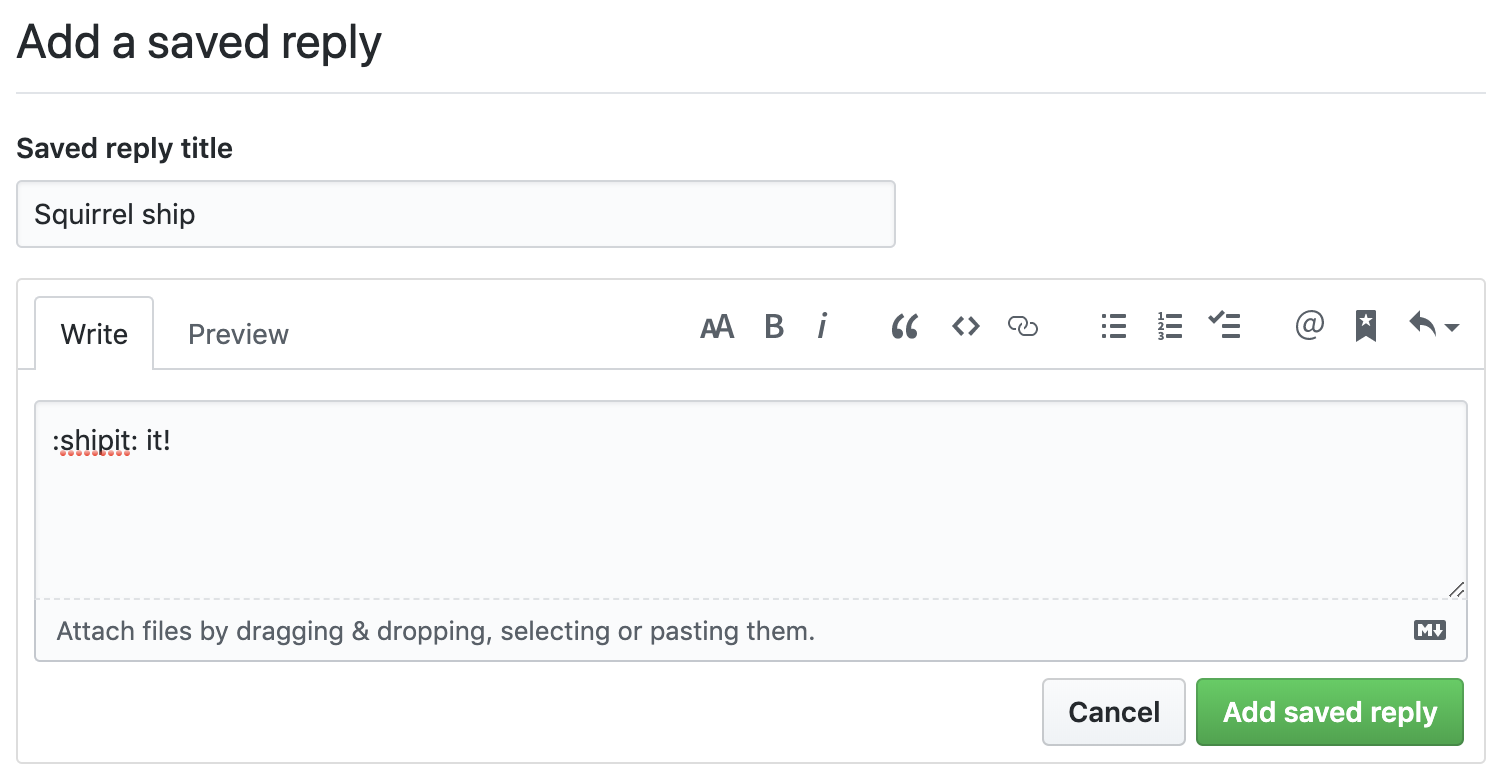 Add a saved reply
Saved reply title
Squirrel ship
Write Preview AA B i “ <> @
:shipit: it!
Attach files by dragging & dropping, selecting or pasting them. M↓
Cancel Add saved reply